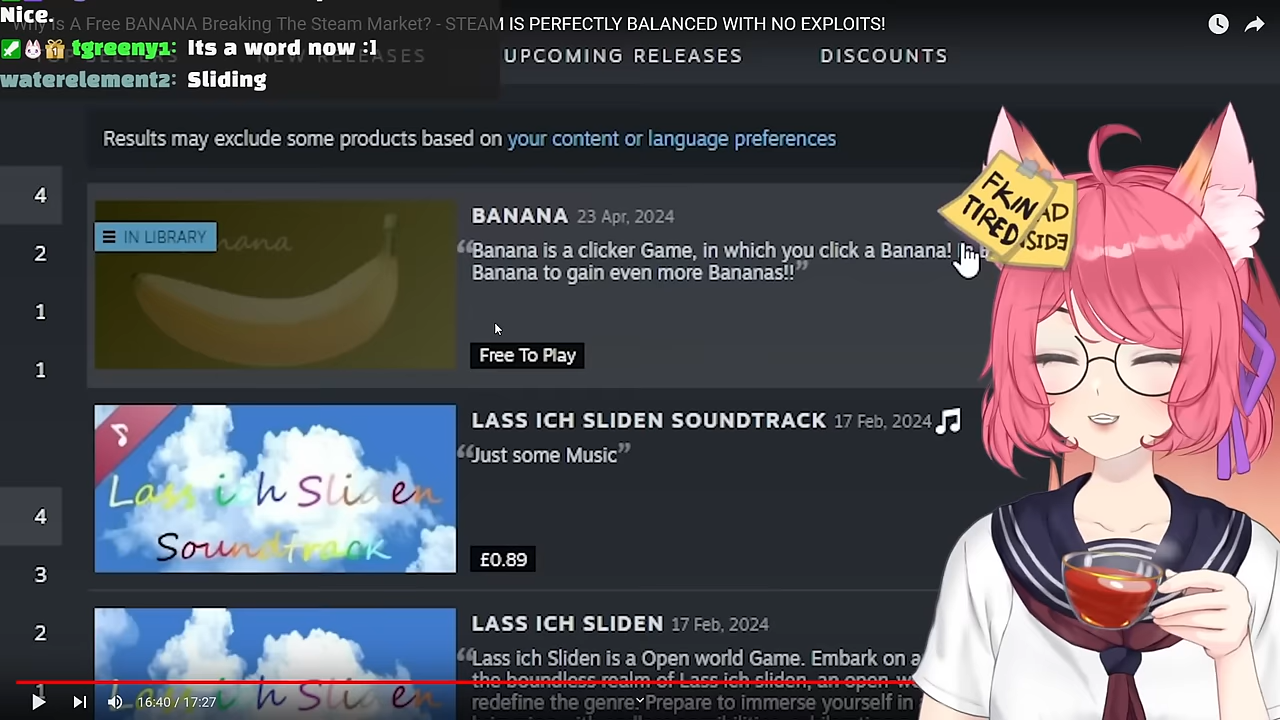 Nice.
Why Is A Free BANANA Breaking The Steam Market? - STEAM IS PERFECTLY BALANCED WITH NO EXPLOITS!
tgreeny1: Its a word now :]
NEW RELEASES
UPCOMING RELEASES
DISCOUNTS
waterelement2: Sliding
Results may exclude some products based on your content or language preferences
4
2
1
1
4
3
2
1
IN LIBRARY
BANANA 23 Apr, 2024
“Banana is a clicker Game, in which you click a Banana!
Banana to gain even more Bananas!!”
Free To Play
FKIN
TIRED
Lass ich Sliden
Soundtrack
LASS ICH SLIDEN SOUNDTRACK 17 Feb, 2024
“Just some Music”
£0.89
LASS ICH SLIDEN 17 Feb, 2024
“Lass ich Sliden is a Open world Game. Embark on a
the boundless realm of Lass ich sliden, an open
redefine the genre. Prepare to immerse yourself in
16:40 / 17:27